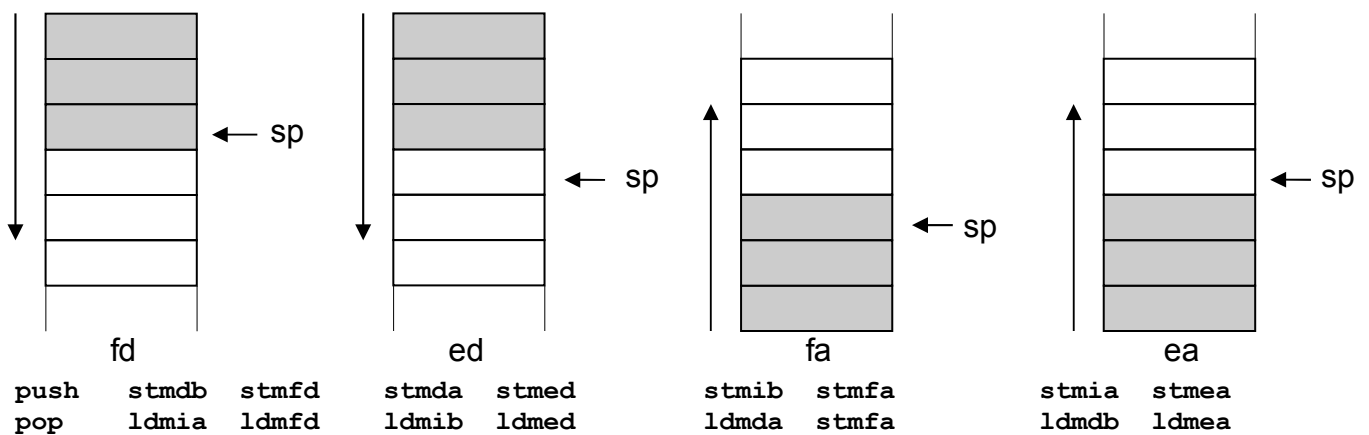 sp
sp
sp
sp
fd ed fa ea
push stmdb stmfd stmda stmed stmib stmfa stmia stmea
pop ldmia ldmfd ldmib ldmed ldmda stmfa ldmdb ldmea